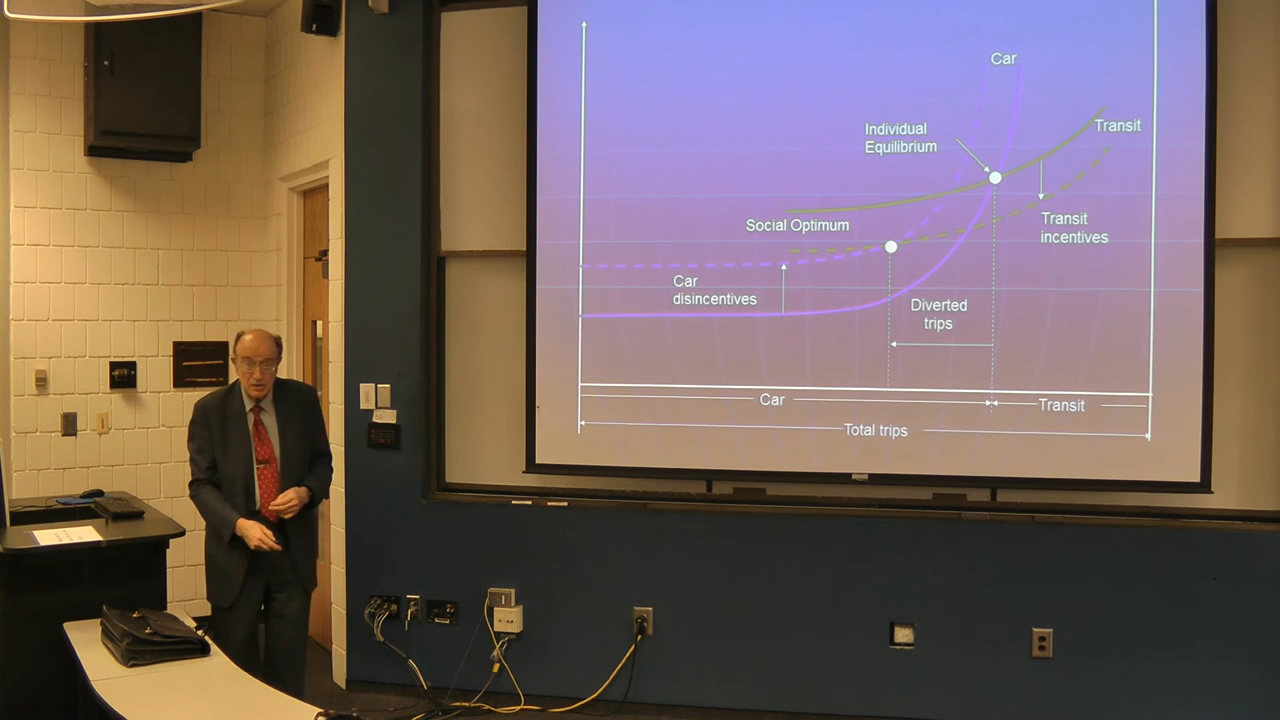 Car
Individual
Equilibrium
Transit
Social Optimum
Transit
incentives
Car
disincentives
Diverted
trips
Car
Transit
Total trips